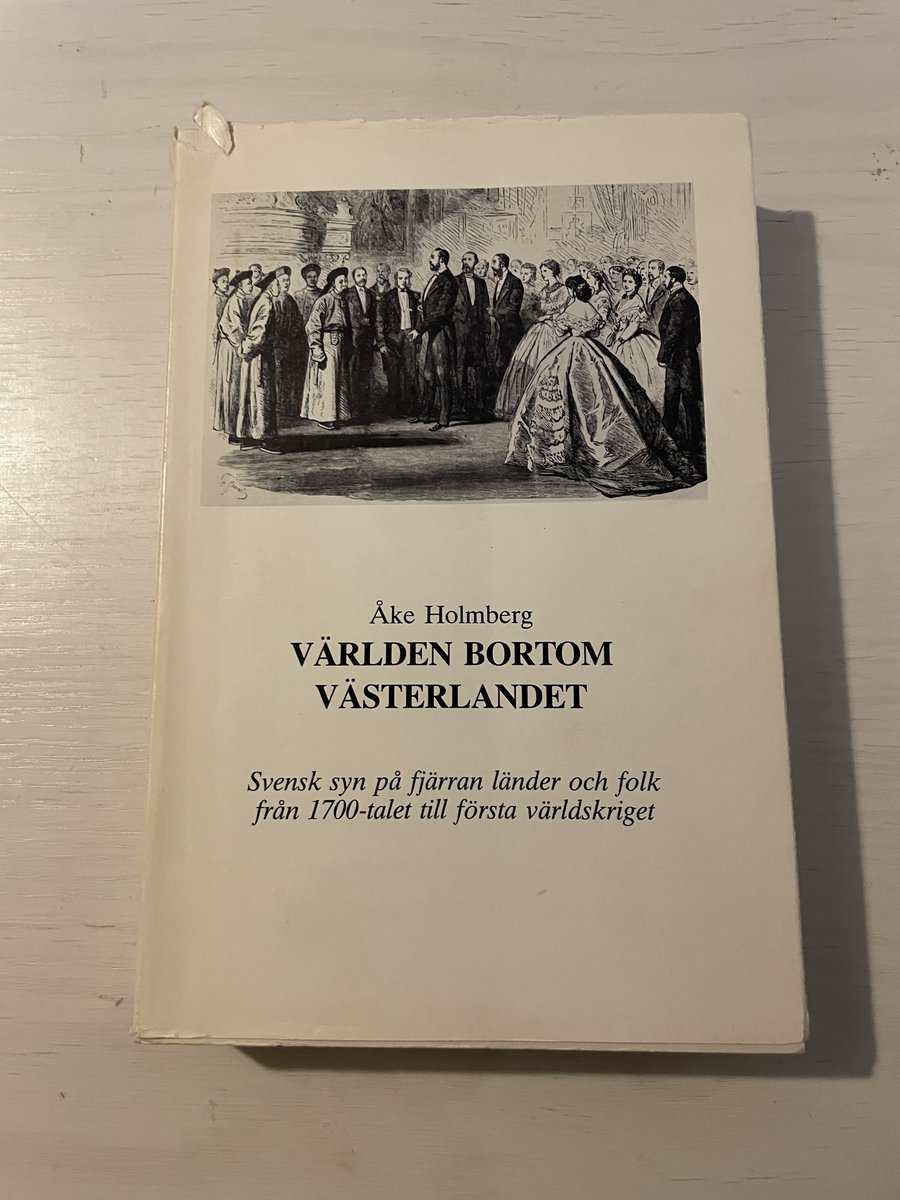 Åke Holmberg
VÄRLDEN BORTOM
VÄSTERLANDET
Svensk syn på fjärran länder och folk
från 1700-talet till första världskriget